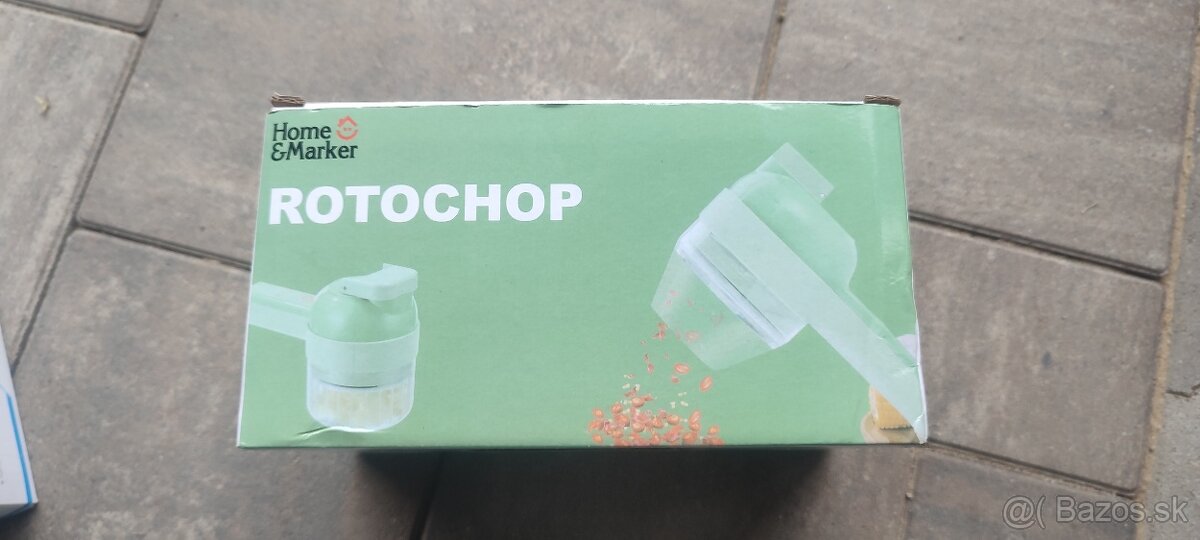 Home
&Marker
ROTOCHOP
@( Bazos.sk